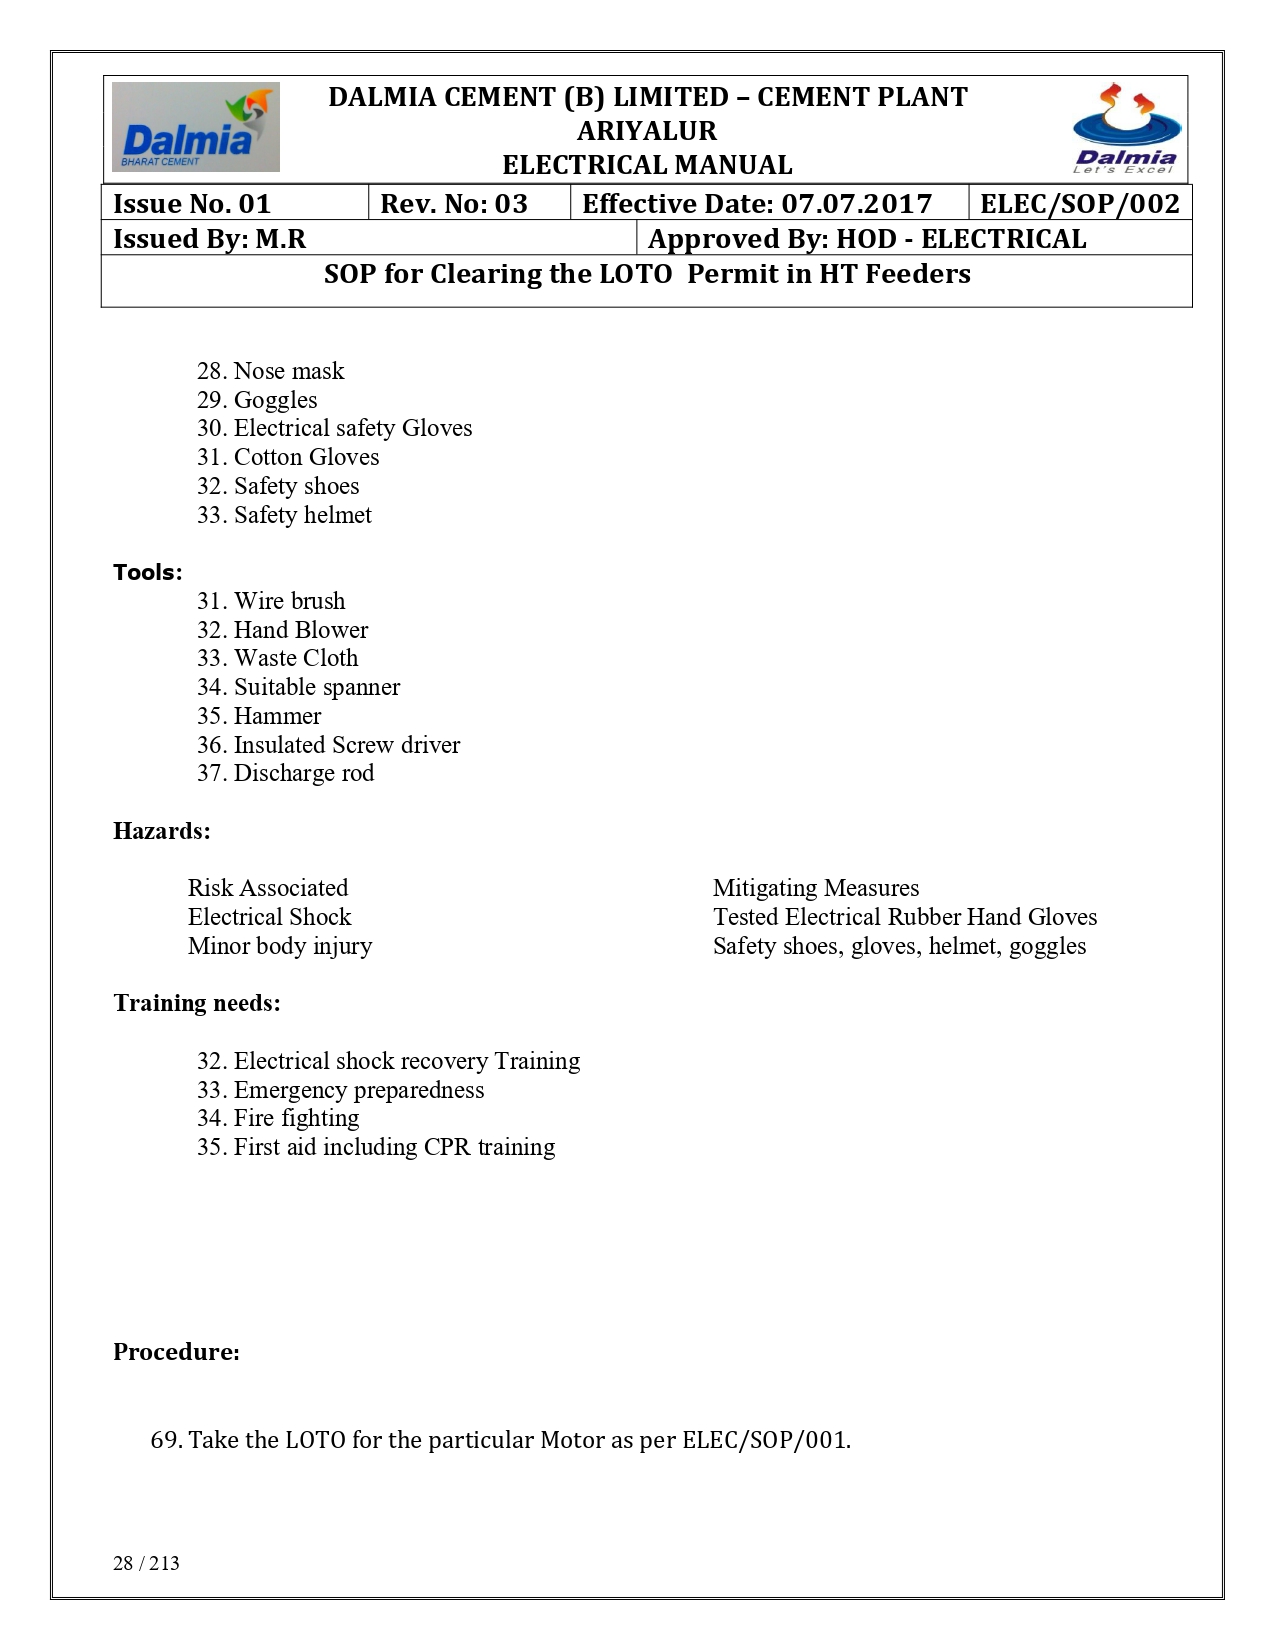 Dalmia
BHARAT CEMENT
DALMIA CEMENT (B) LIMITED – CEMENT PLANT
ARIYALUR
ELECTRICAL MANUAL
Dalmia
Let's Excel
Issue No. 01 Rev. No: 03 Effective Date: 07.07.2017 ELEC/SOP/002
Issued By: M.R Approved By: HOD - ELECTRICAL
SOP for Clearing the LOTO Permit in HT Feeders
28. Nose mask
29. Goggles
30. Electrical safety Gloves
31. Cotton Gloves
32. Safety shoes
33. Safety helmet
Tools:
31. Wire brush
32. Hand Blower
33. Waste Cloth
34. Suitable spanner
35. Hammer
36. Insulated Screw driver
37. Discharge rod
Hazards:
Risk Associated Mitigating Measures
Electrical Shock Tested Electrical Rubber Hand Gloves
Minor body injury Safety shoes, gloves, helmet, goggles
Training needs:
32. Electrical shock recovery Training
33. Emergency preparedness
34. Fire fighting
35. First aid including CPR training
Procedure:
69. Take the LOTO for the particular Motor as per ELEC/SOP/001.
28 / 213